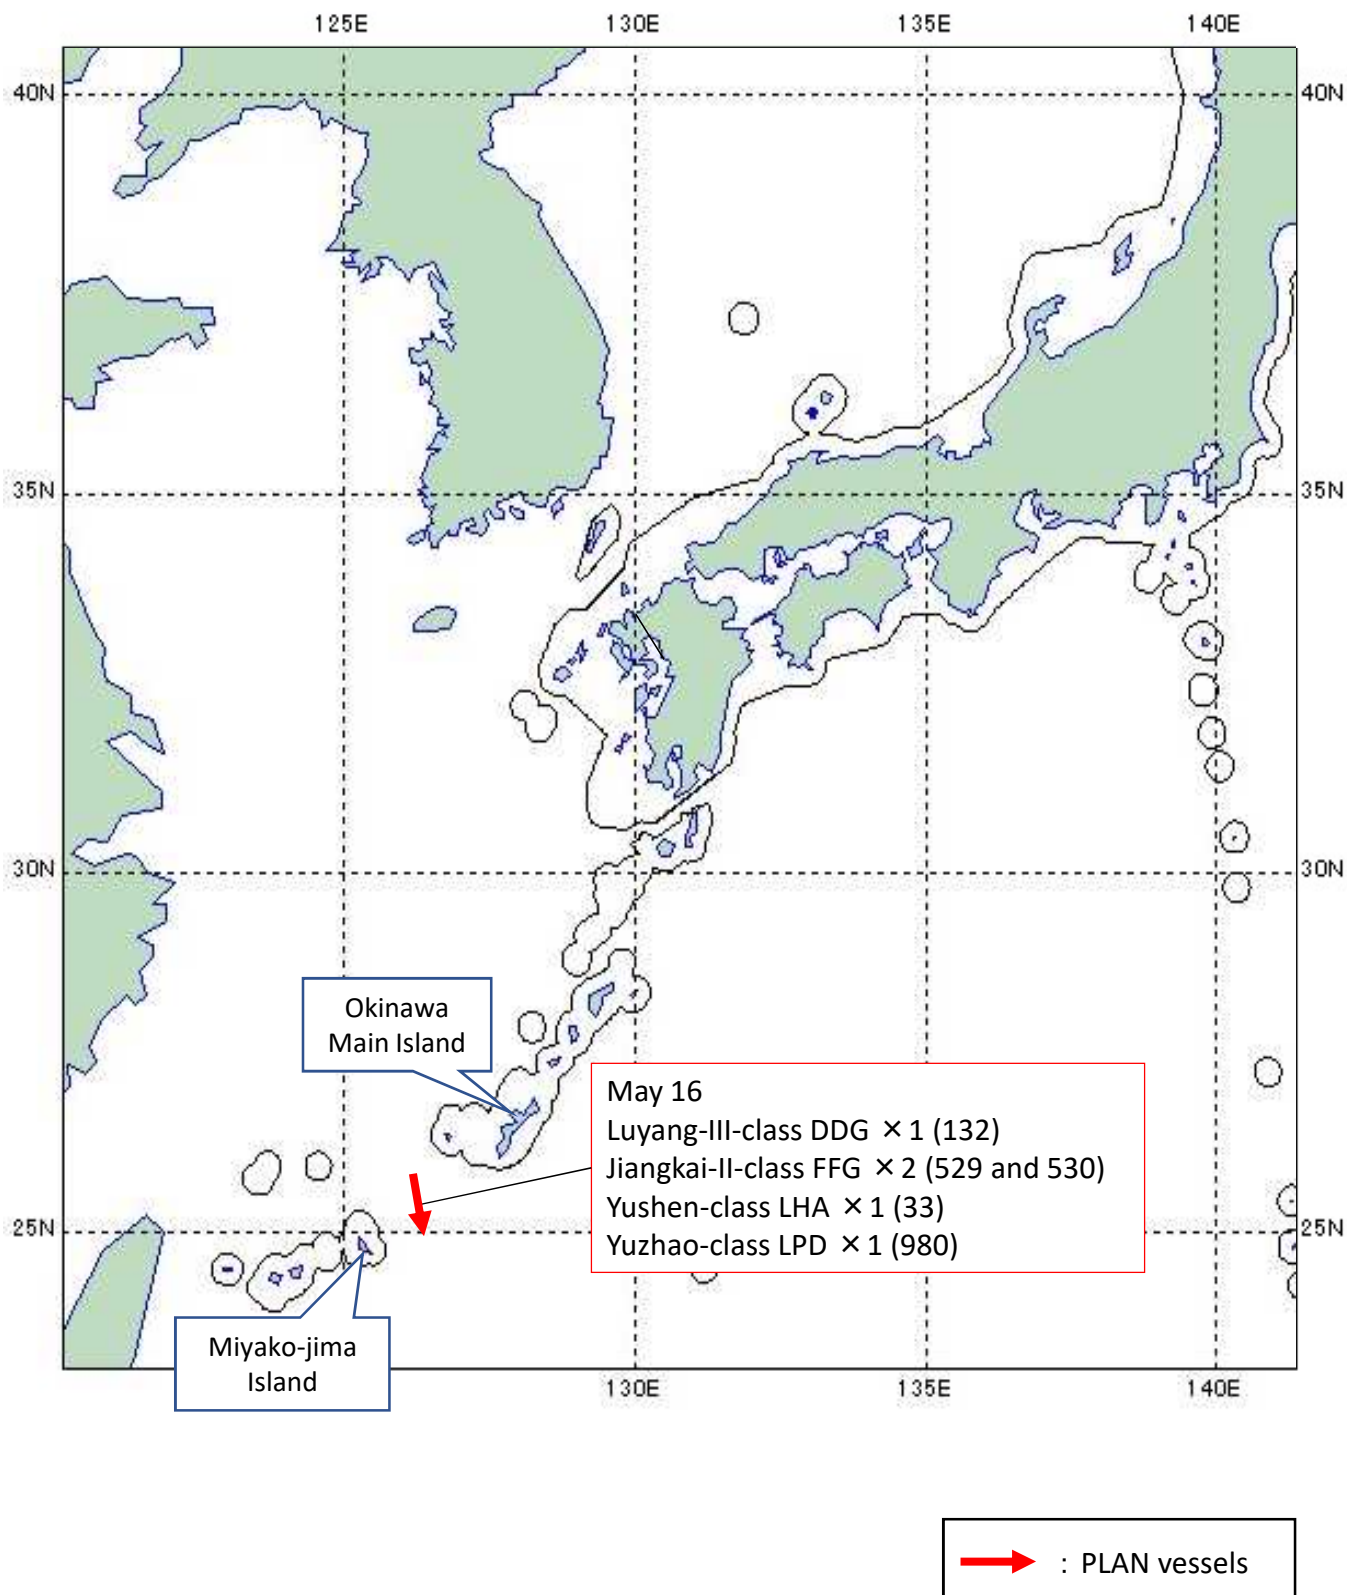 125E 130E 135E 140E
40N 40N
35N 35N
30N 30N
Okinawa
Main Island
May 16
Luyang-III-class DDG ×1 (132)
Jiangkai-II-class FFG ×2 (529 and 530)
Yushen-class LHA ×1 (33)
Yuzhao-class LPD ×1 (980)
25N 25N
Miyako-jima
Island
130E 135E 140E
: PLAN vessels